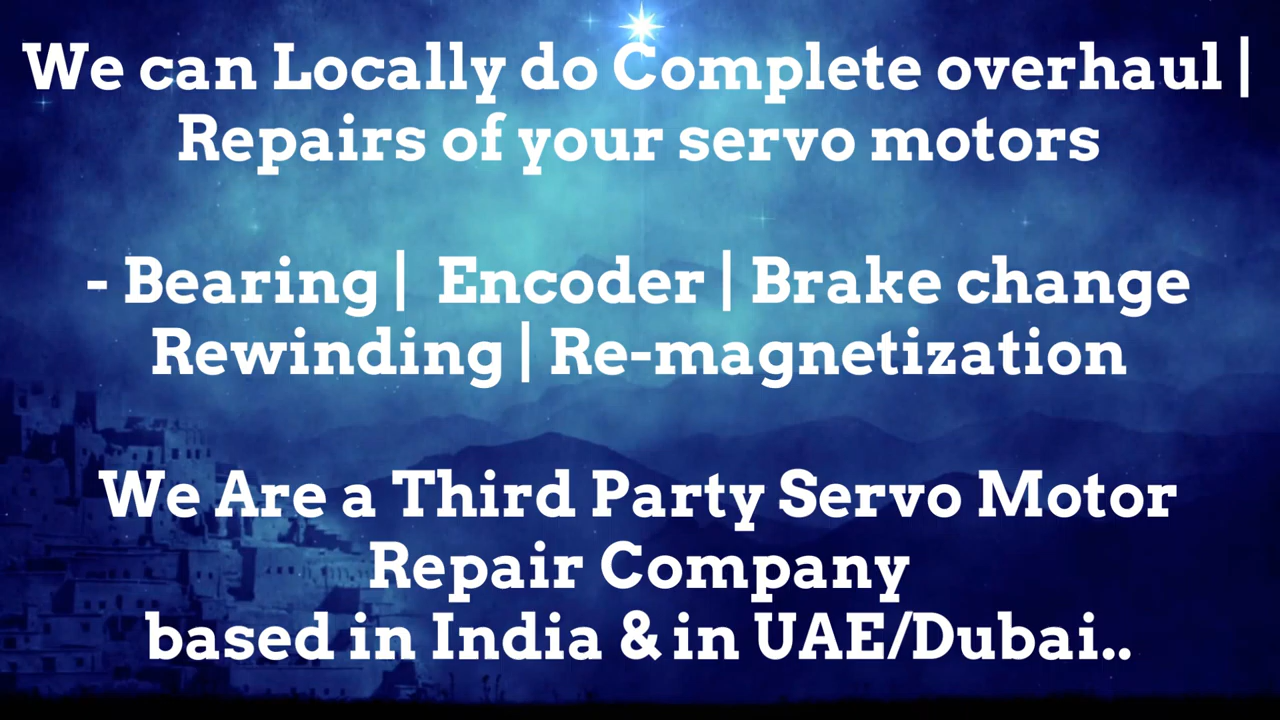 We can Locally do Complete overhaul |
Repairs of your servo motors
- Bearing |  Encoder | Brake change
Rewinding | Re-magnetization
We Are a Third Party Servo Motor
Repair Company
based in India & in UAE/Dubai..